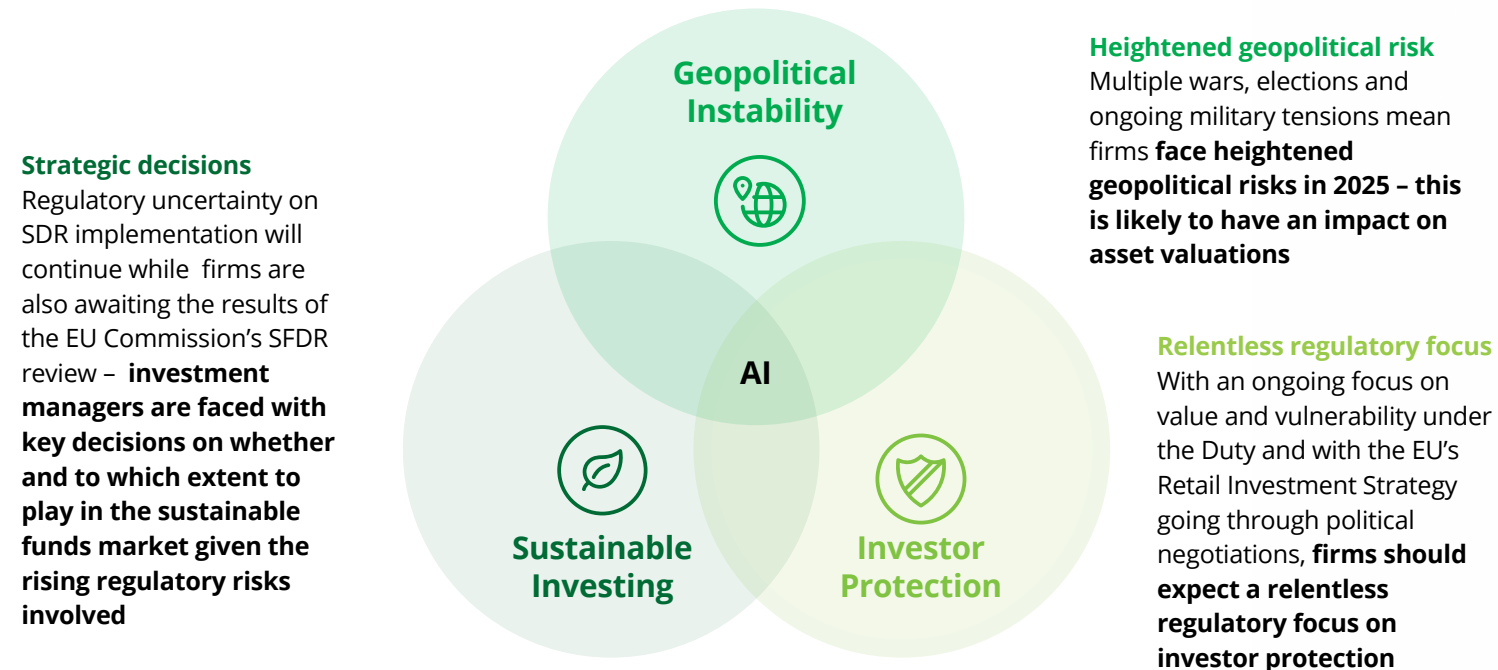 Strategic decisions
Regulatory uncertainty on
SDR implementation will
continue while  firms are
also awaiting the results of
the EU Commission’s SFDR
review –  investment
managers are faced with
key decisions on whether
and to which extent to
play in the sustainable
funds market given the
rising regulatory risks
involved
Geopolitical
Instability
AI
Sustainable
Investing
Investor
Protection
Heightened geopolitical risk
Multiple wars, elections and
ongoing military tensions mean
firms face heightened
geopolitical risks in 2025 – this
is likely to have an impact on
asset valuations
Relentless regulatory focus
With an ongoing focus on
value and vulnerability under
the Duty and with the EU’s
Retail Investment Strategy
going through political
negotiations, firms should
expect a relentless
regulatory focus on
investor protection